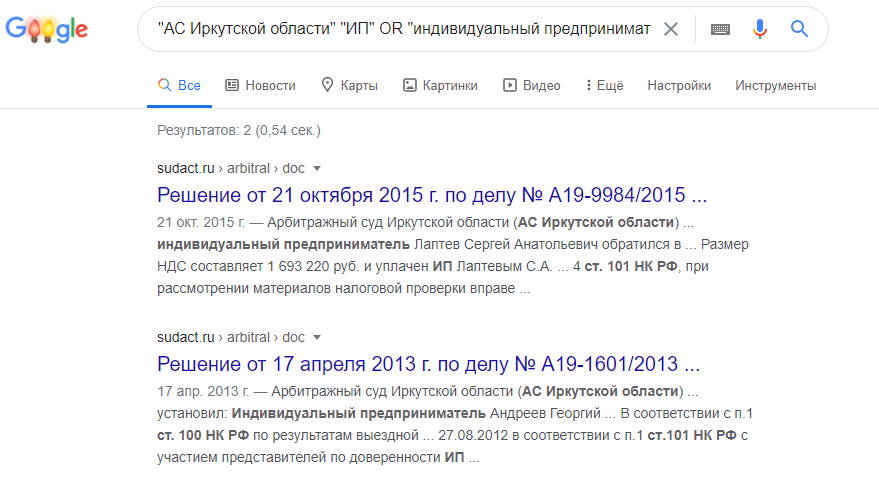 Google
"АС Иркутской области" "ИП" OR "индивидуальный предпринимат
Все Новости Карты Картинки Видео Ещё Настройки Инструменты
Результатов: 2 (0,54 сек.)
sudact.ru › arbitral › doc
Решение от 21 октября 2015 г. по делу № А19-9984/2015 ...
21 окт. 2015 г. — Арбитражный суд Иркутской области (АС Иркутской области) ...
индивидуальный предприниматель Лаптев Сергей Анатольевич обратился в ... Размер
НДС составляет 1 693 220 руб. и уплачен ИП Лаптевым С.А. ... 4 ст. 101 НК РФ, при
рассмотрении материалов налоговой проверки вправе ...
sudact.ru › arbitral › doc
Решение от 17 апреля 2013 г. по делу № А19-1601/2013 ...
17 апр. 2013 г. — Арбитражный суд Иркутской области (АС Иркутской области) ...
установил: Индивидуальный предприниматель Андреев Георгий ... В соответствии с п.1
ст. 100 НК РФ по результатам выездной ... 27.08.2012 в соответствии с п.1 ст.101 НК РФ с
участием представителей по доверенности ИП ...